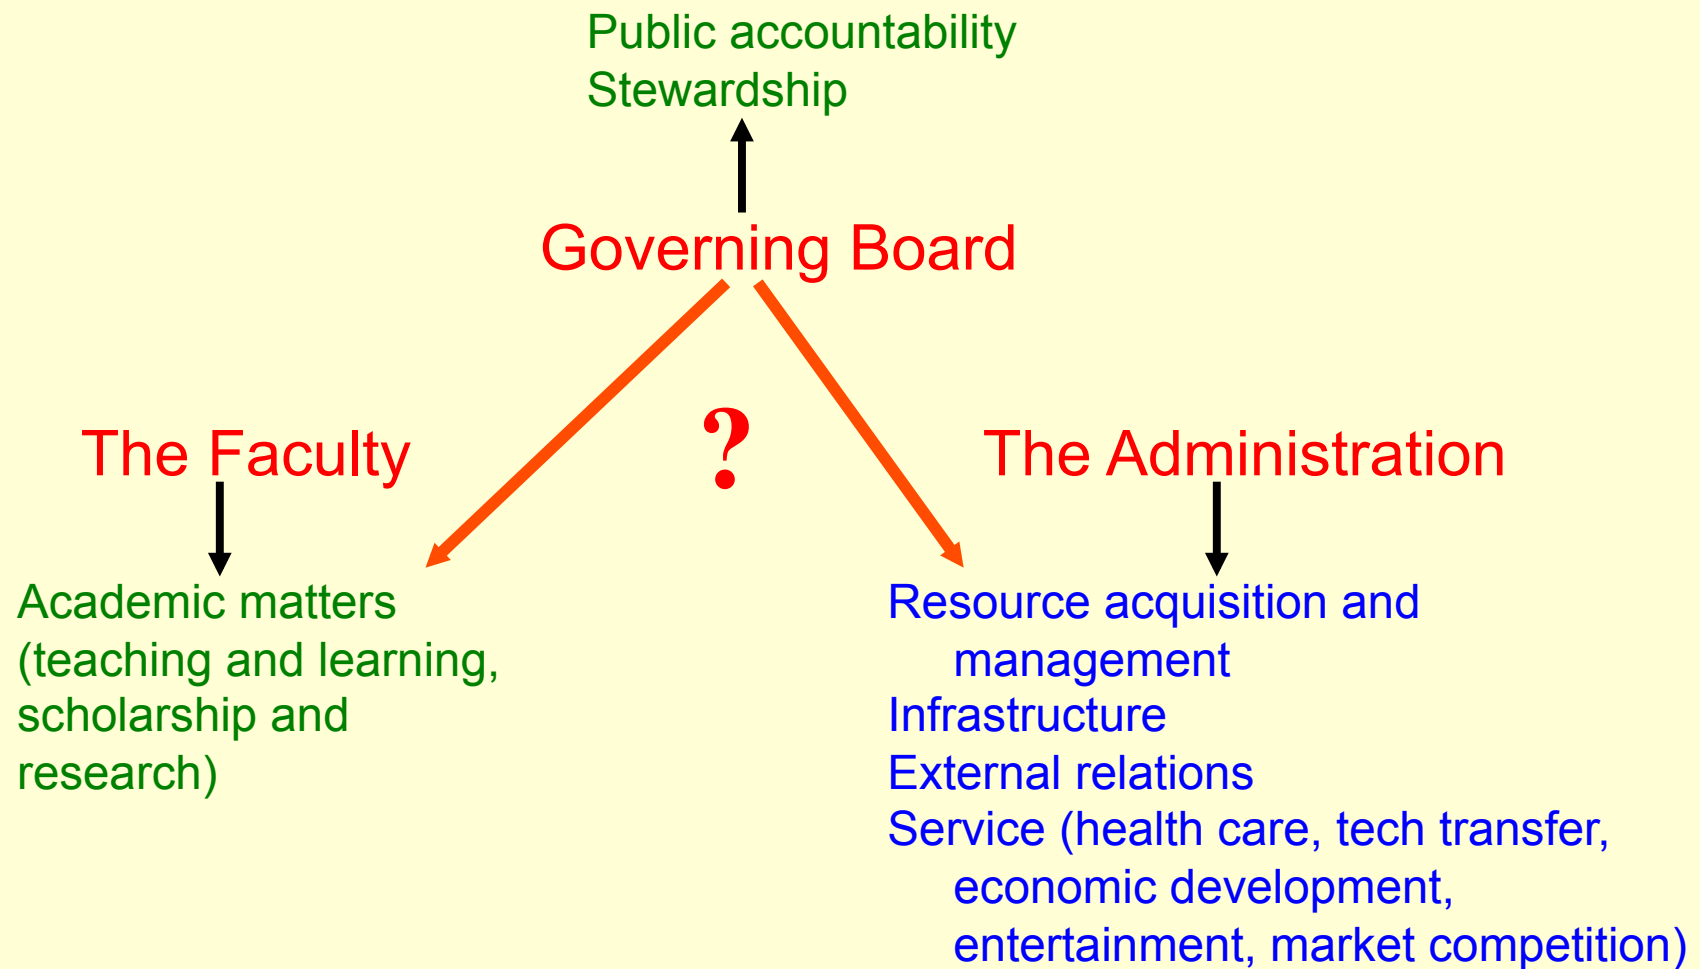 Public accountability
Stewardship
Governing Board
?
The Faculty
The Administration
Academic matters
(teaching and learning,
scholarship and
research)
Resource acquisition and
management
Infrastructure
External relations
Service (health care, tech transfer,
economic development,
entertainment, market competition)